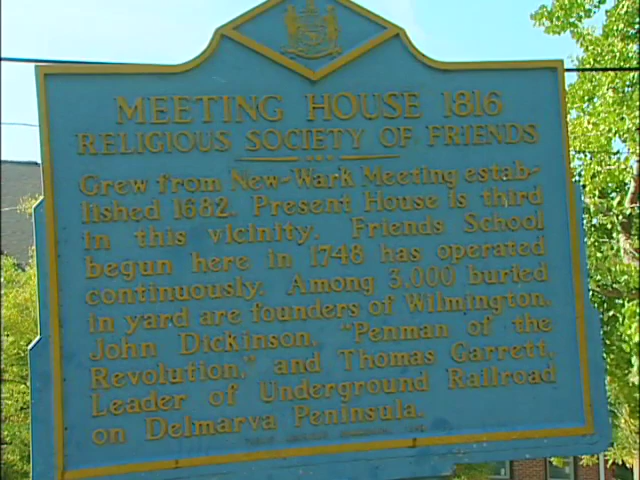 MEETING HOUSE 1816
RELIGIOUS SOCIETY OF FRIENDS
Grew from New-Wark Meeting estab-
lished 1682. Present House is third
in this vicinity. Friends School
begun here in 1748 has operated
continuously. Among 3,000 buried
in yard are founders of Wilmington,
John Dickinson, "Penman of the
Revolution," and Thomas Garrett,
Leader of Underground Railroad
on Delmarva Peninsula.